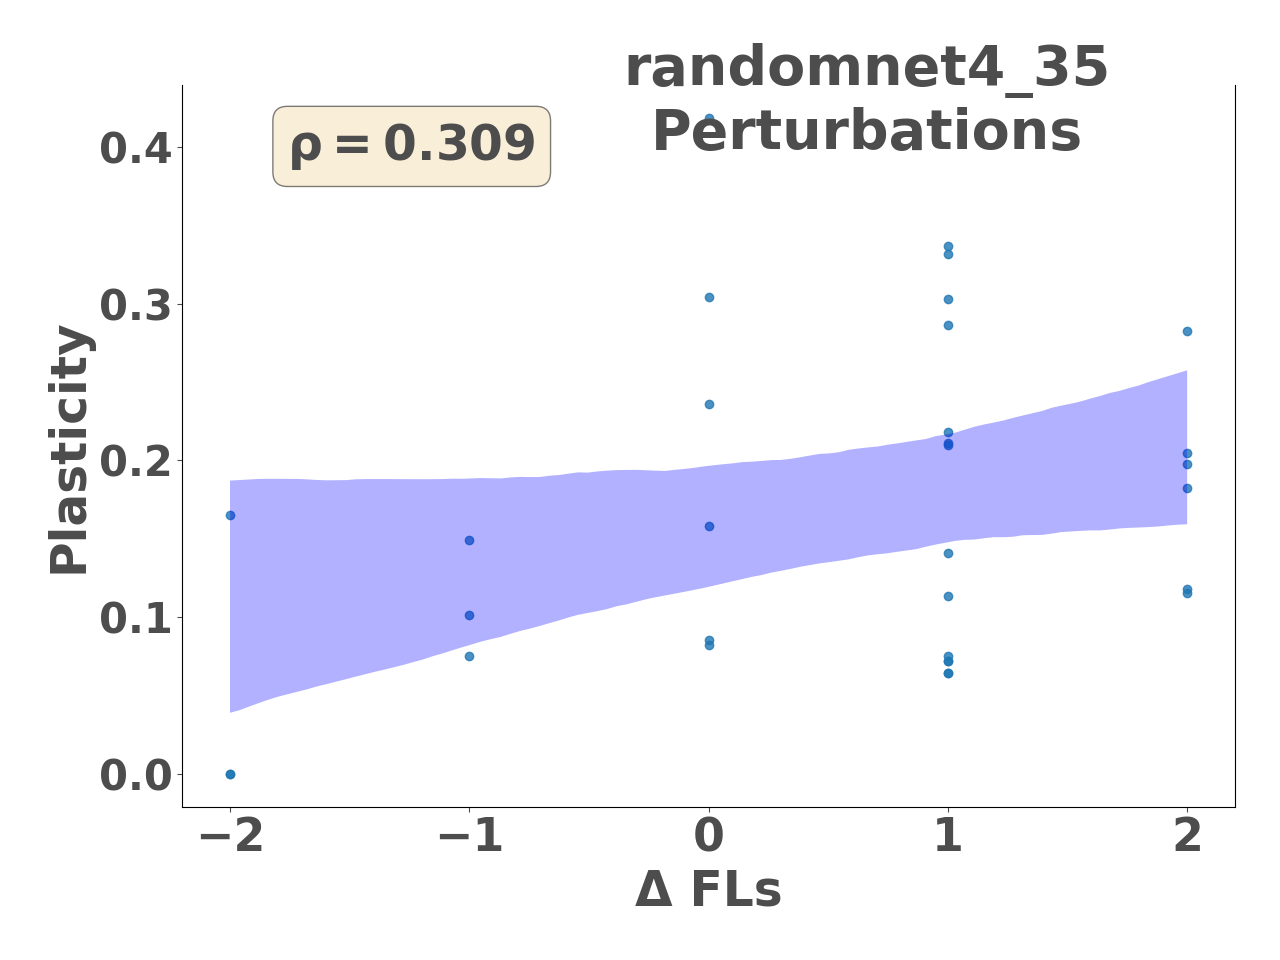 randomnet4_35
Perturbations
ρ = 0.309
Plasticity
0.4
0.3
0.2
0.1
0.0
−2 −1 0 1 2
Δ FLs